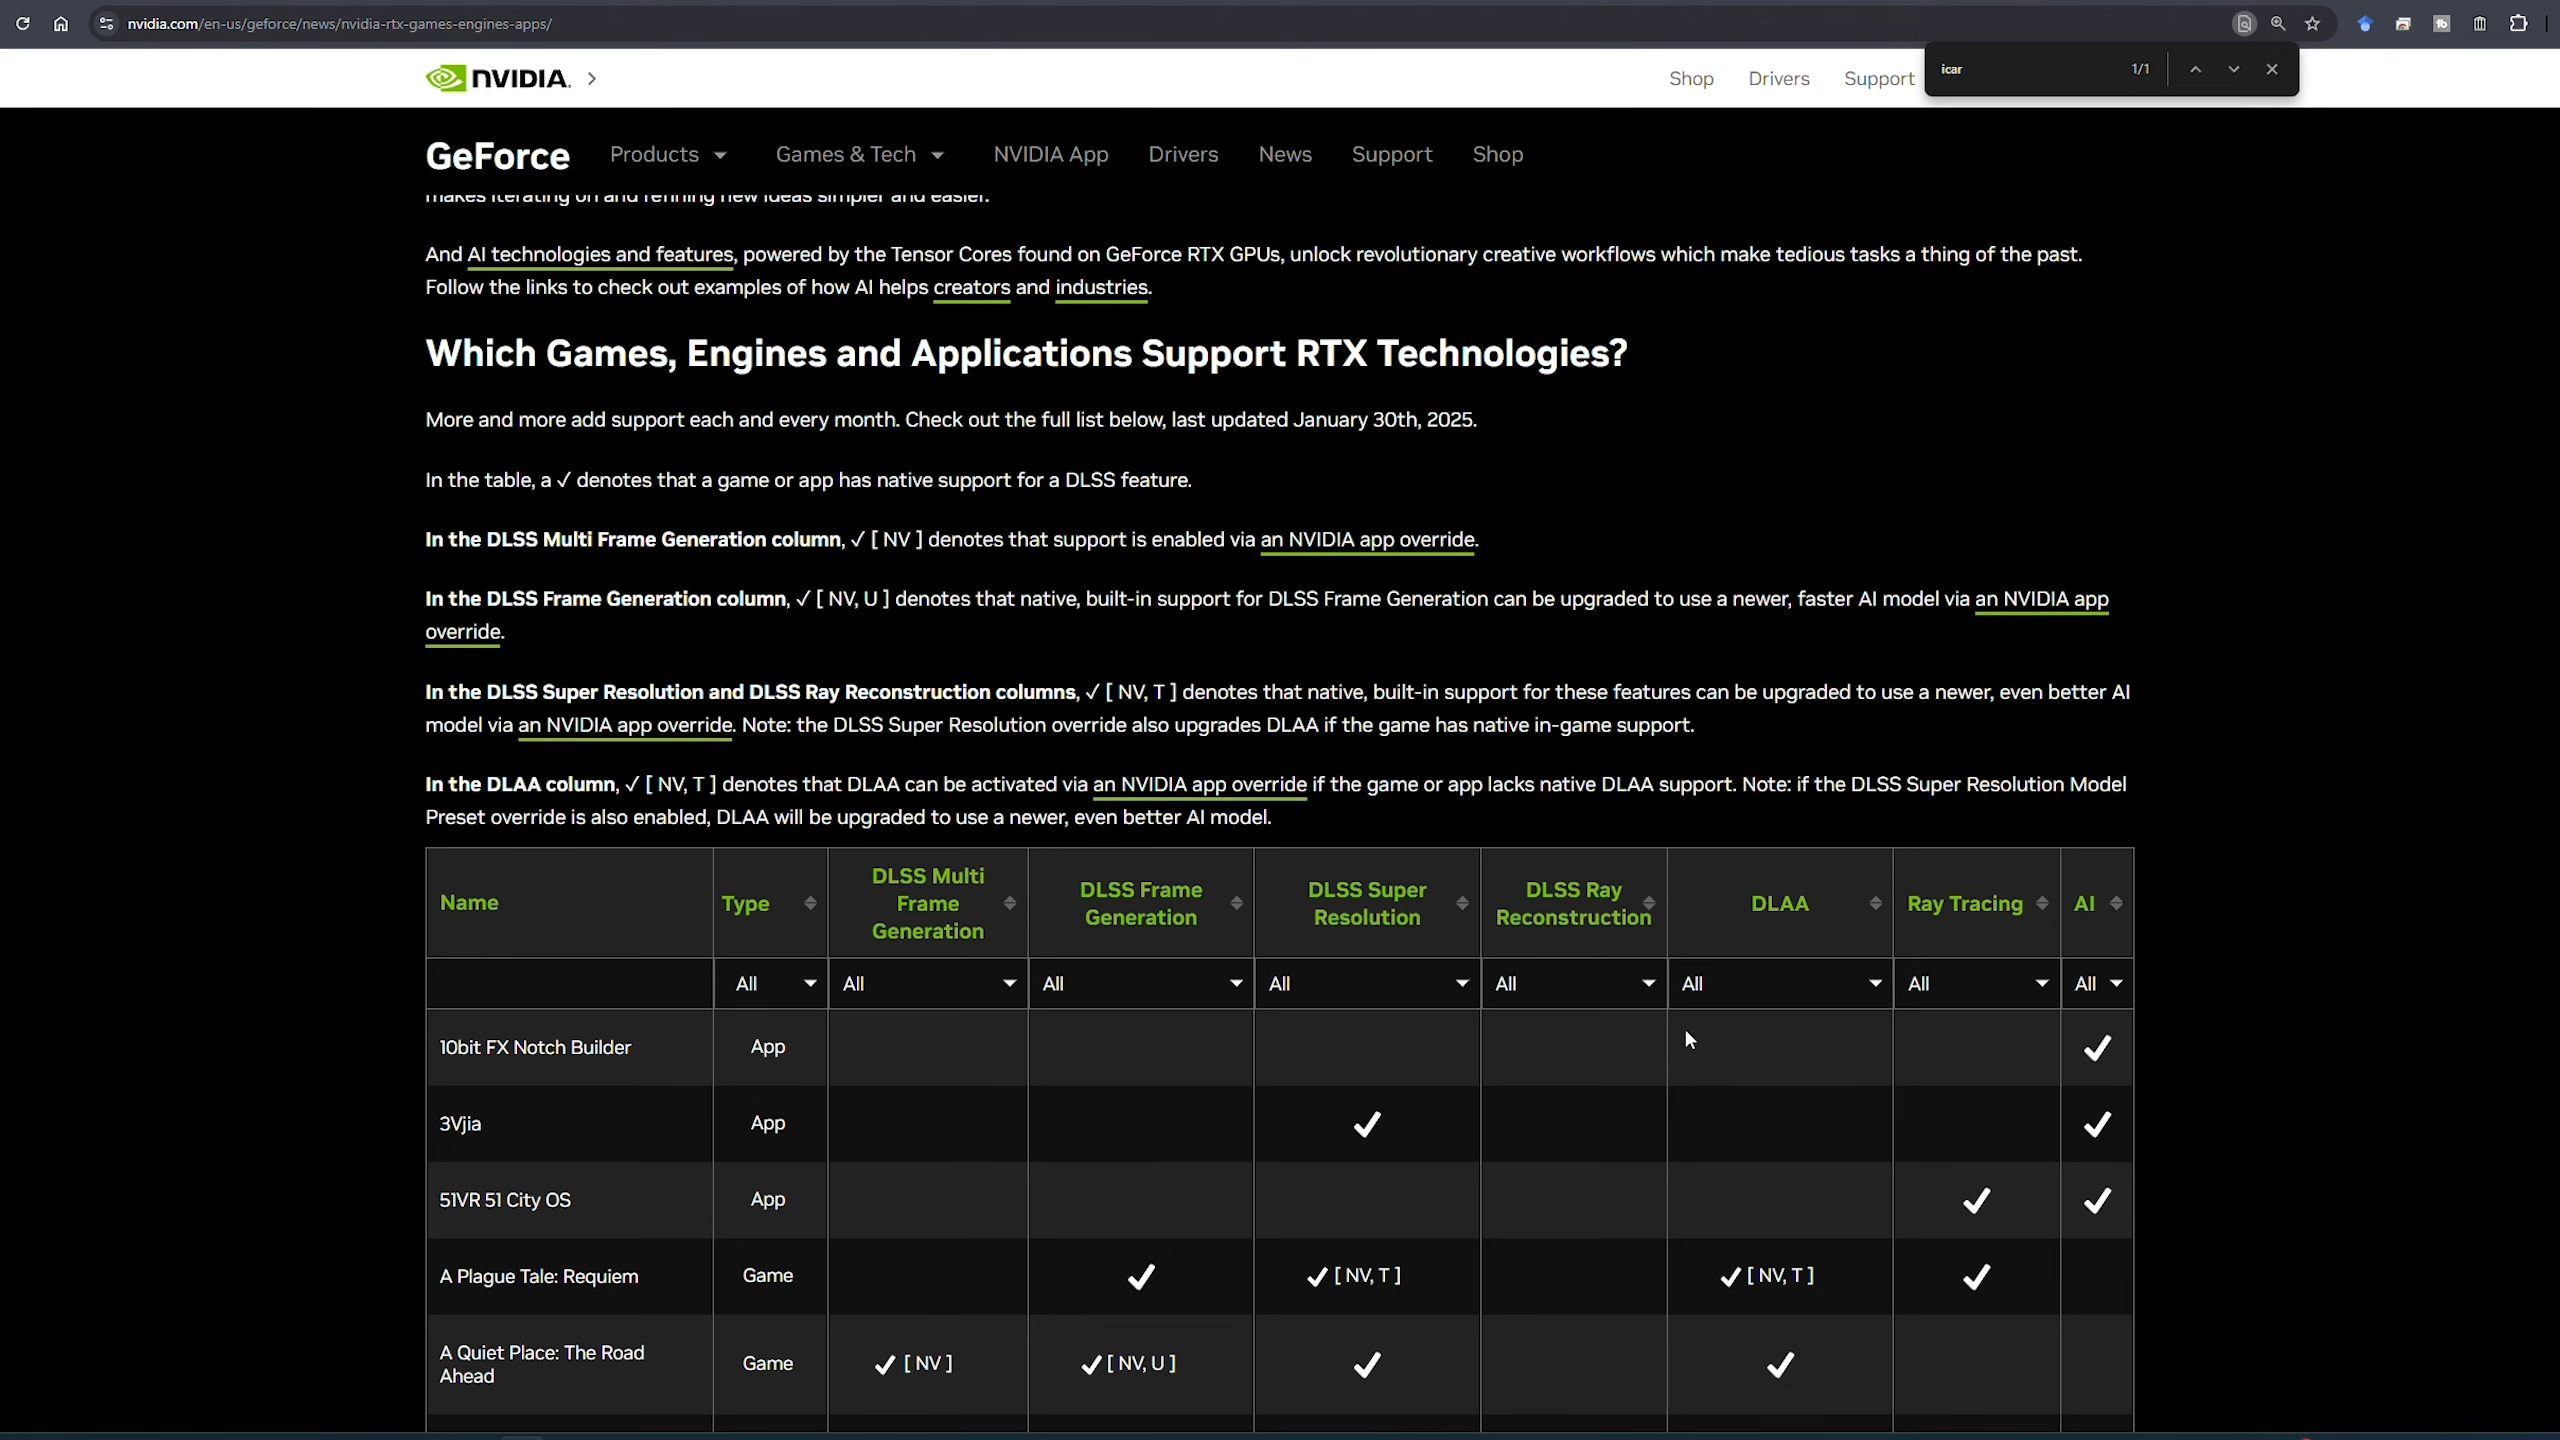 nvidia.com/en-us/geforce/news/nvidia-rtx-games-engines-apps/
icar 1/1
NVIDIA.
Shop Drivers Support
GeForce Products Games & Tech NVIDIA App Drivers News Support Shop
makes iterating on and refining new ideas simpler and easier.
And AI technologies and features, powered by the Tensor Cores found on GeForce RTX GPUs, unlock revolutionary creative workflows which make tedious tasks a thing of the past.
Follow the links to check out examples of how AI helps creators and industries.
Which Games, Engines and Applications Support RTX Technologies?
More and more add support each and every month. Check out the full list below, last updated January 30th, 2025.
In the table, a ✓ denotes that a game or app has native support for a DLSS feature.
In the DLSS Multi Frame Generation column, ✓ [ NV ] denotes that support is enabled via an NVIDIA app override.
In the DLSS Frame Generation column, ✓ [ NV, U ] denotes that native, built-in support for DLSS Frame Generation can be upgraded to use a newer, faster AI model via an NVIDIA app
override.
In the DLSS Super Resolution and DLSS Ray Reconstruction columns, ✓ [ NV, T ] denotes that native, built-in support for these features can be upgraded to use a newer, even better AI
model via an NVIDIA app override. Note: the DLSS Super Resolution override also upgrades DLAA if the game has native in-game support.
In the DLAA column, ✓ [ NV, T ] denotes that DLAA can be activated via an NVIDIA app override if the game or app lacks native DLAA support. Note: if the DLSS Super Resolution Model
Preset override is also enabled, DLAA will be upgraded to use a newer, even better AI model.
Name Type DLSS Multi Frame Generation DLSS Frame Generation DLSS Super Resolution DLSS Ray Reconstruction DLAA Ray Tracing AI
All All All All All All All All
10bit FX Notch Builder App ✓
3Vjia App ✓ ✓
51VR 51 City OS App ✓ ✓
A Plague Tale: Requiem Game ✓ ✓ [ NV, T ] ✓ [ NV, T ] ✓
A Quiet Place: The Road
Ahead Game ✓ [ NV ] ✓ [ NV, U ] ✓ ✓